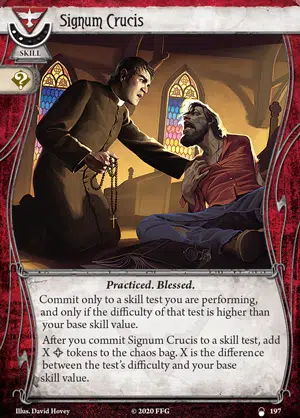 Signum Crucis
SKILL
?
Practiced. Blessed.
Commit only to a skill test you are performing,
and only if the difficulty of that test is higher than
your base skill value.
After you commit Signum Crucis to a skill test, add
X tokens to the chaos bag. X is the difference
between the test's difficulty and your base
skill value.
Illus. David Hovey
© 2020 FFG
197